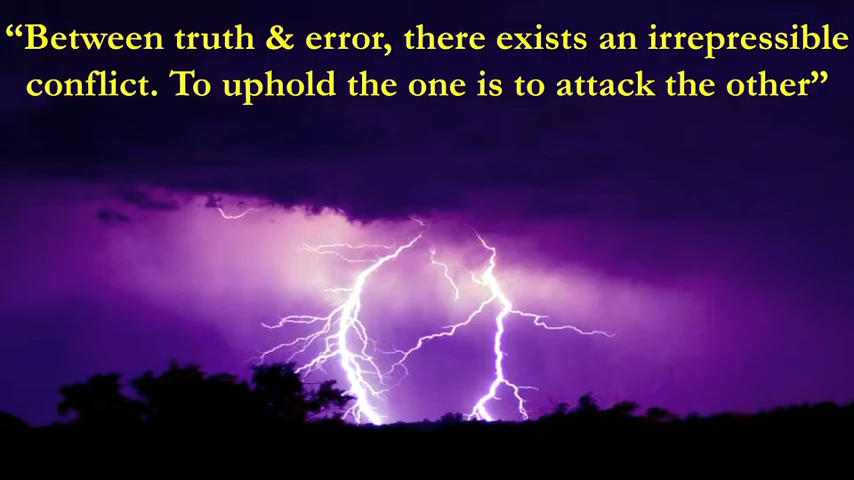 “Between truth & error, there exists an irrepressible
conflict. To uphold the one is to attack the other”